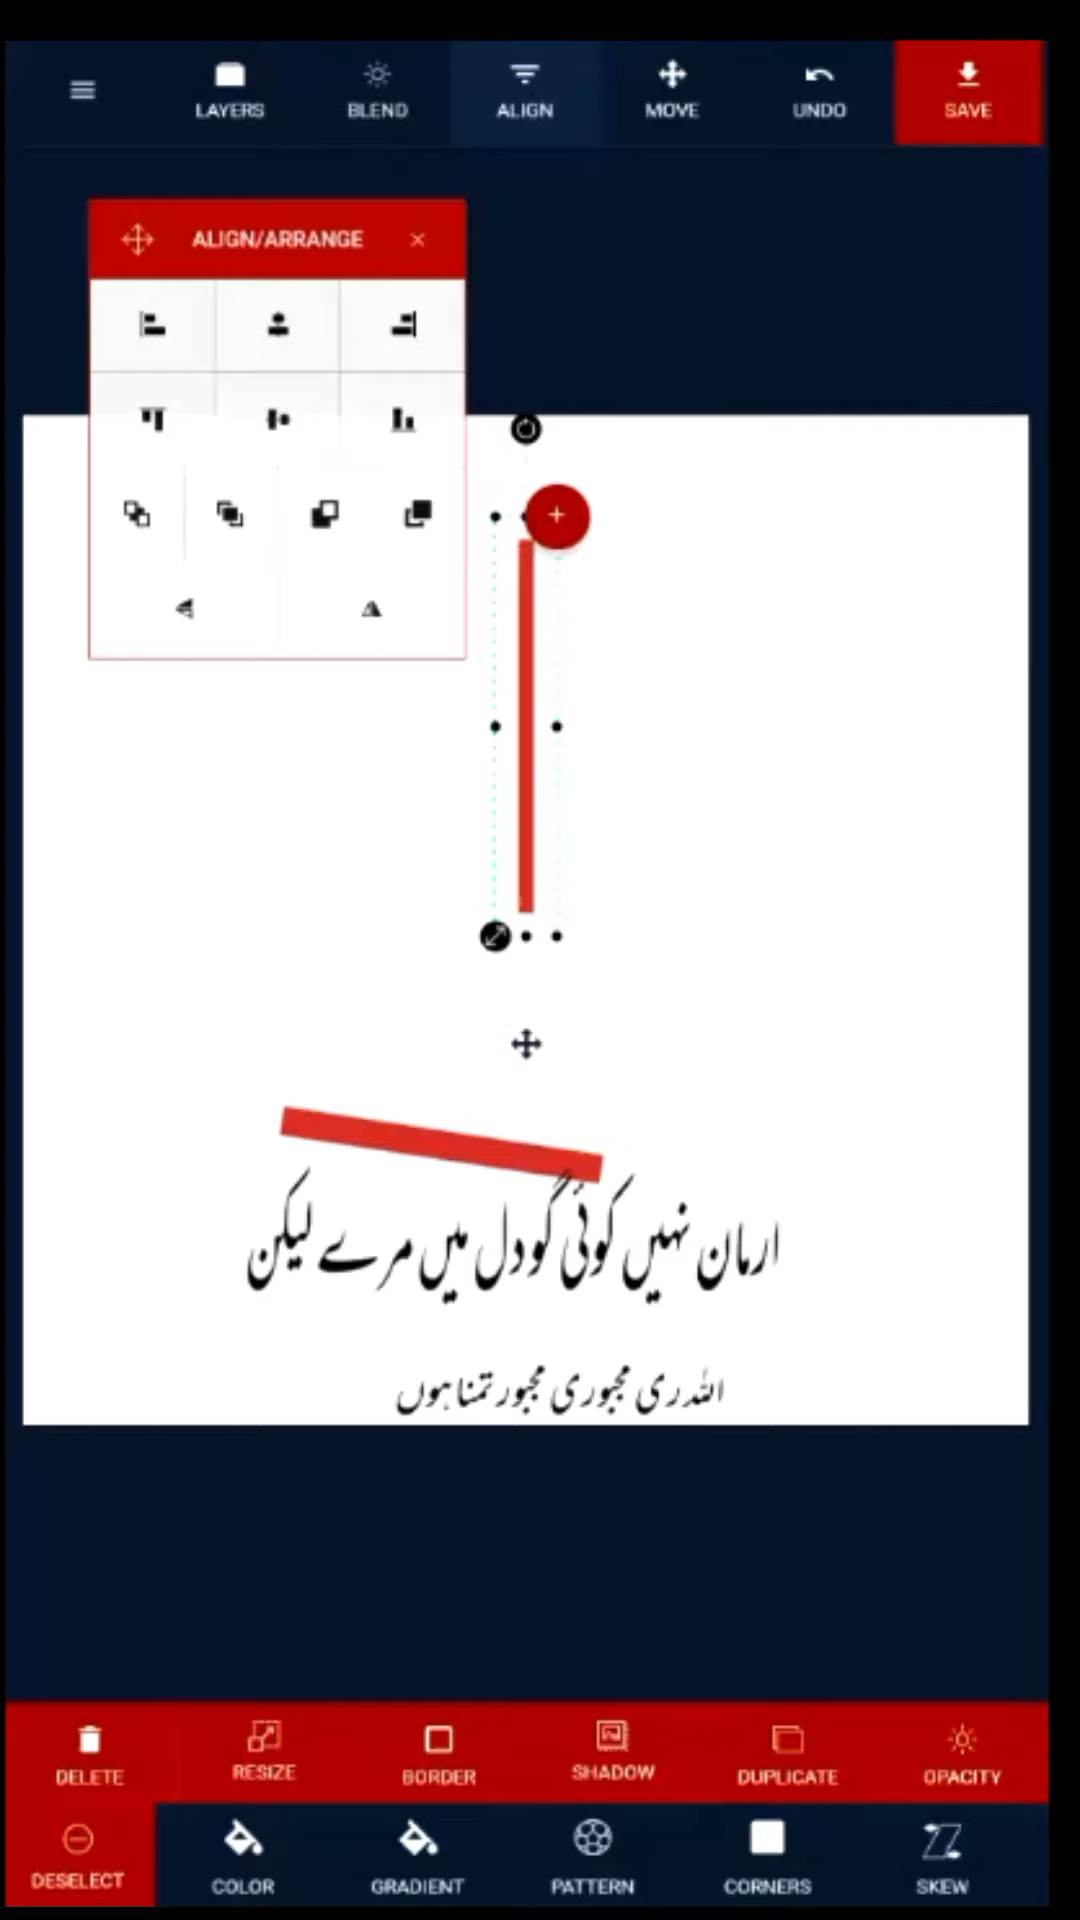 LAYERS BLEND ALIGN MOVE UNDO SAVE
ALIGN/ARRANGE
ارمان نہیں کوئی گو دل میں مرے لیکن
اللہ ری مجبوری مجبور تمنا ہوں
DELETE RESIZE BORDER SHADOW DUPLICATE OPACITY
DESELECT COLOR GRADIENT PATTERN CORNERS SKEW